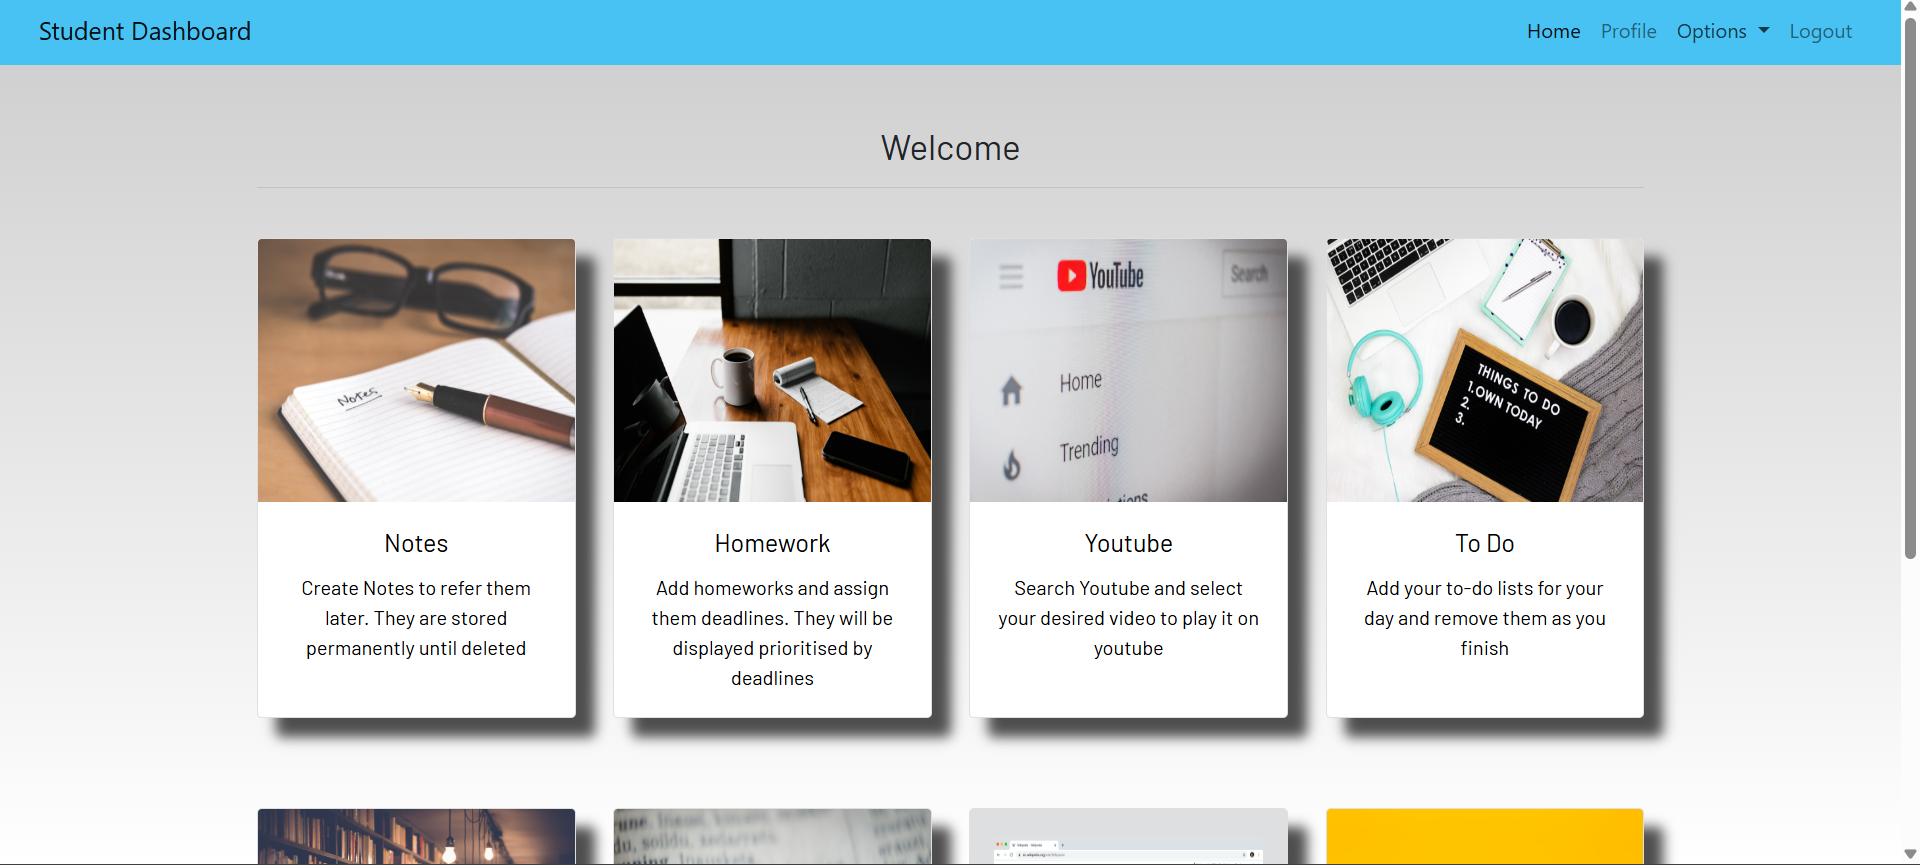 Student Dashboard
Home Profile Options Logout
Welcome
Notes
YouTube Search
Home
Trending
THINGS TO DO
1.OWN TODAY
2.
3.
Notes Homework Youtube To Do
Create Notes to refer them
later. They are stored
permanently until deleted
Add homeworks and assign
them deadlines. They will be
displayed prioritised by
deadlines
Search Youtube and select
your desired video to play it on
youtube
Add your to-do lists for your
day and remove them as you
finish